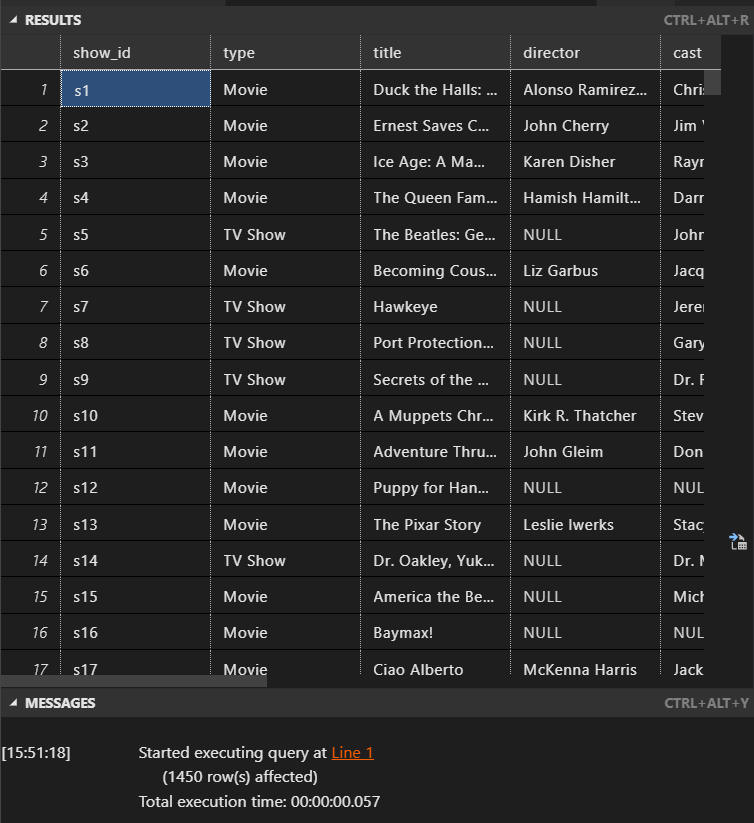 RESULTS CTRL+ALT+R
show_id type title director cast
1 s1 Movie Duck the Halls: ... Alonso Ramirez... Chri
2 s2 Movie Ernest Saves C... John Cherry Jim
3 s3 Movie Ice Age: A Ma... Karen Disher Rayr
4 s4 Movie The Queen Fam... Hamish Hamilt... Darr
5 s5 TV Show The Beatles: Ge... NULL John
6 s6 Movie Becoming Cous... Liz Garbus Jacq
7 s7 TV Show Hawkeye NULL Jerer
8 s8 TV Show Port Protection... NULL Gary
9 s9 TV Show Secrets of the ... NULL Dr.
10 s10 Movie A Muppets Chr... Kirk R. Thatcher Stev
11 s11 Movie Adventure Thru... John Gleim Don
12 s12 Movie Puppy for Han... NULL NUL
13 s13 Movie The Pixar Story Leslie Iwerks Stac
14 s14 TV Show Dr. Oakley, Yuk... NULL Dr.
15 s15 Movie America the Be... NULL Mich
16 s16 Movie Baymax! NULL NUL
17 s17 Movie Ciao Alberto McKenna Harris Jack
MESSAGES CTRL+ALT+Y
[15:51:18] Started executing query at Line 1
(1450 row(s) affected)
Total execution time: 00:00:00.057